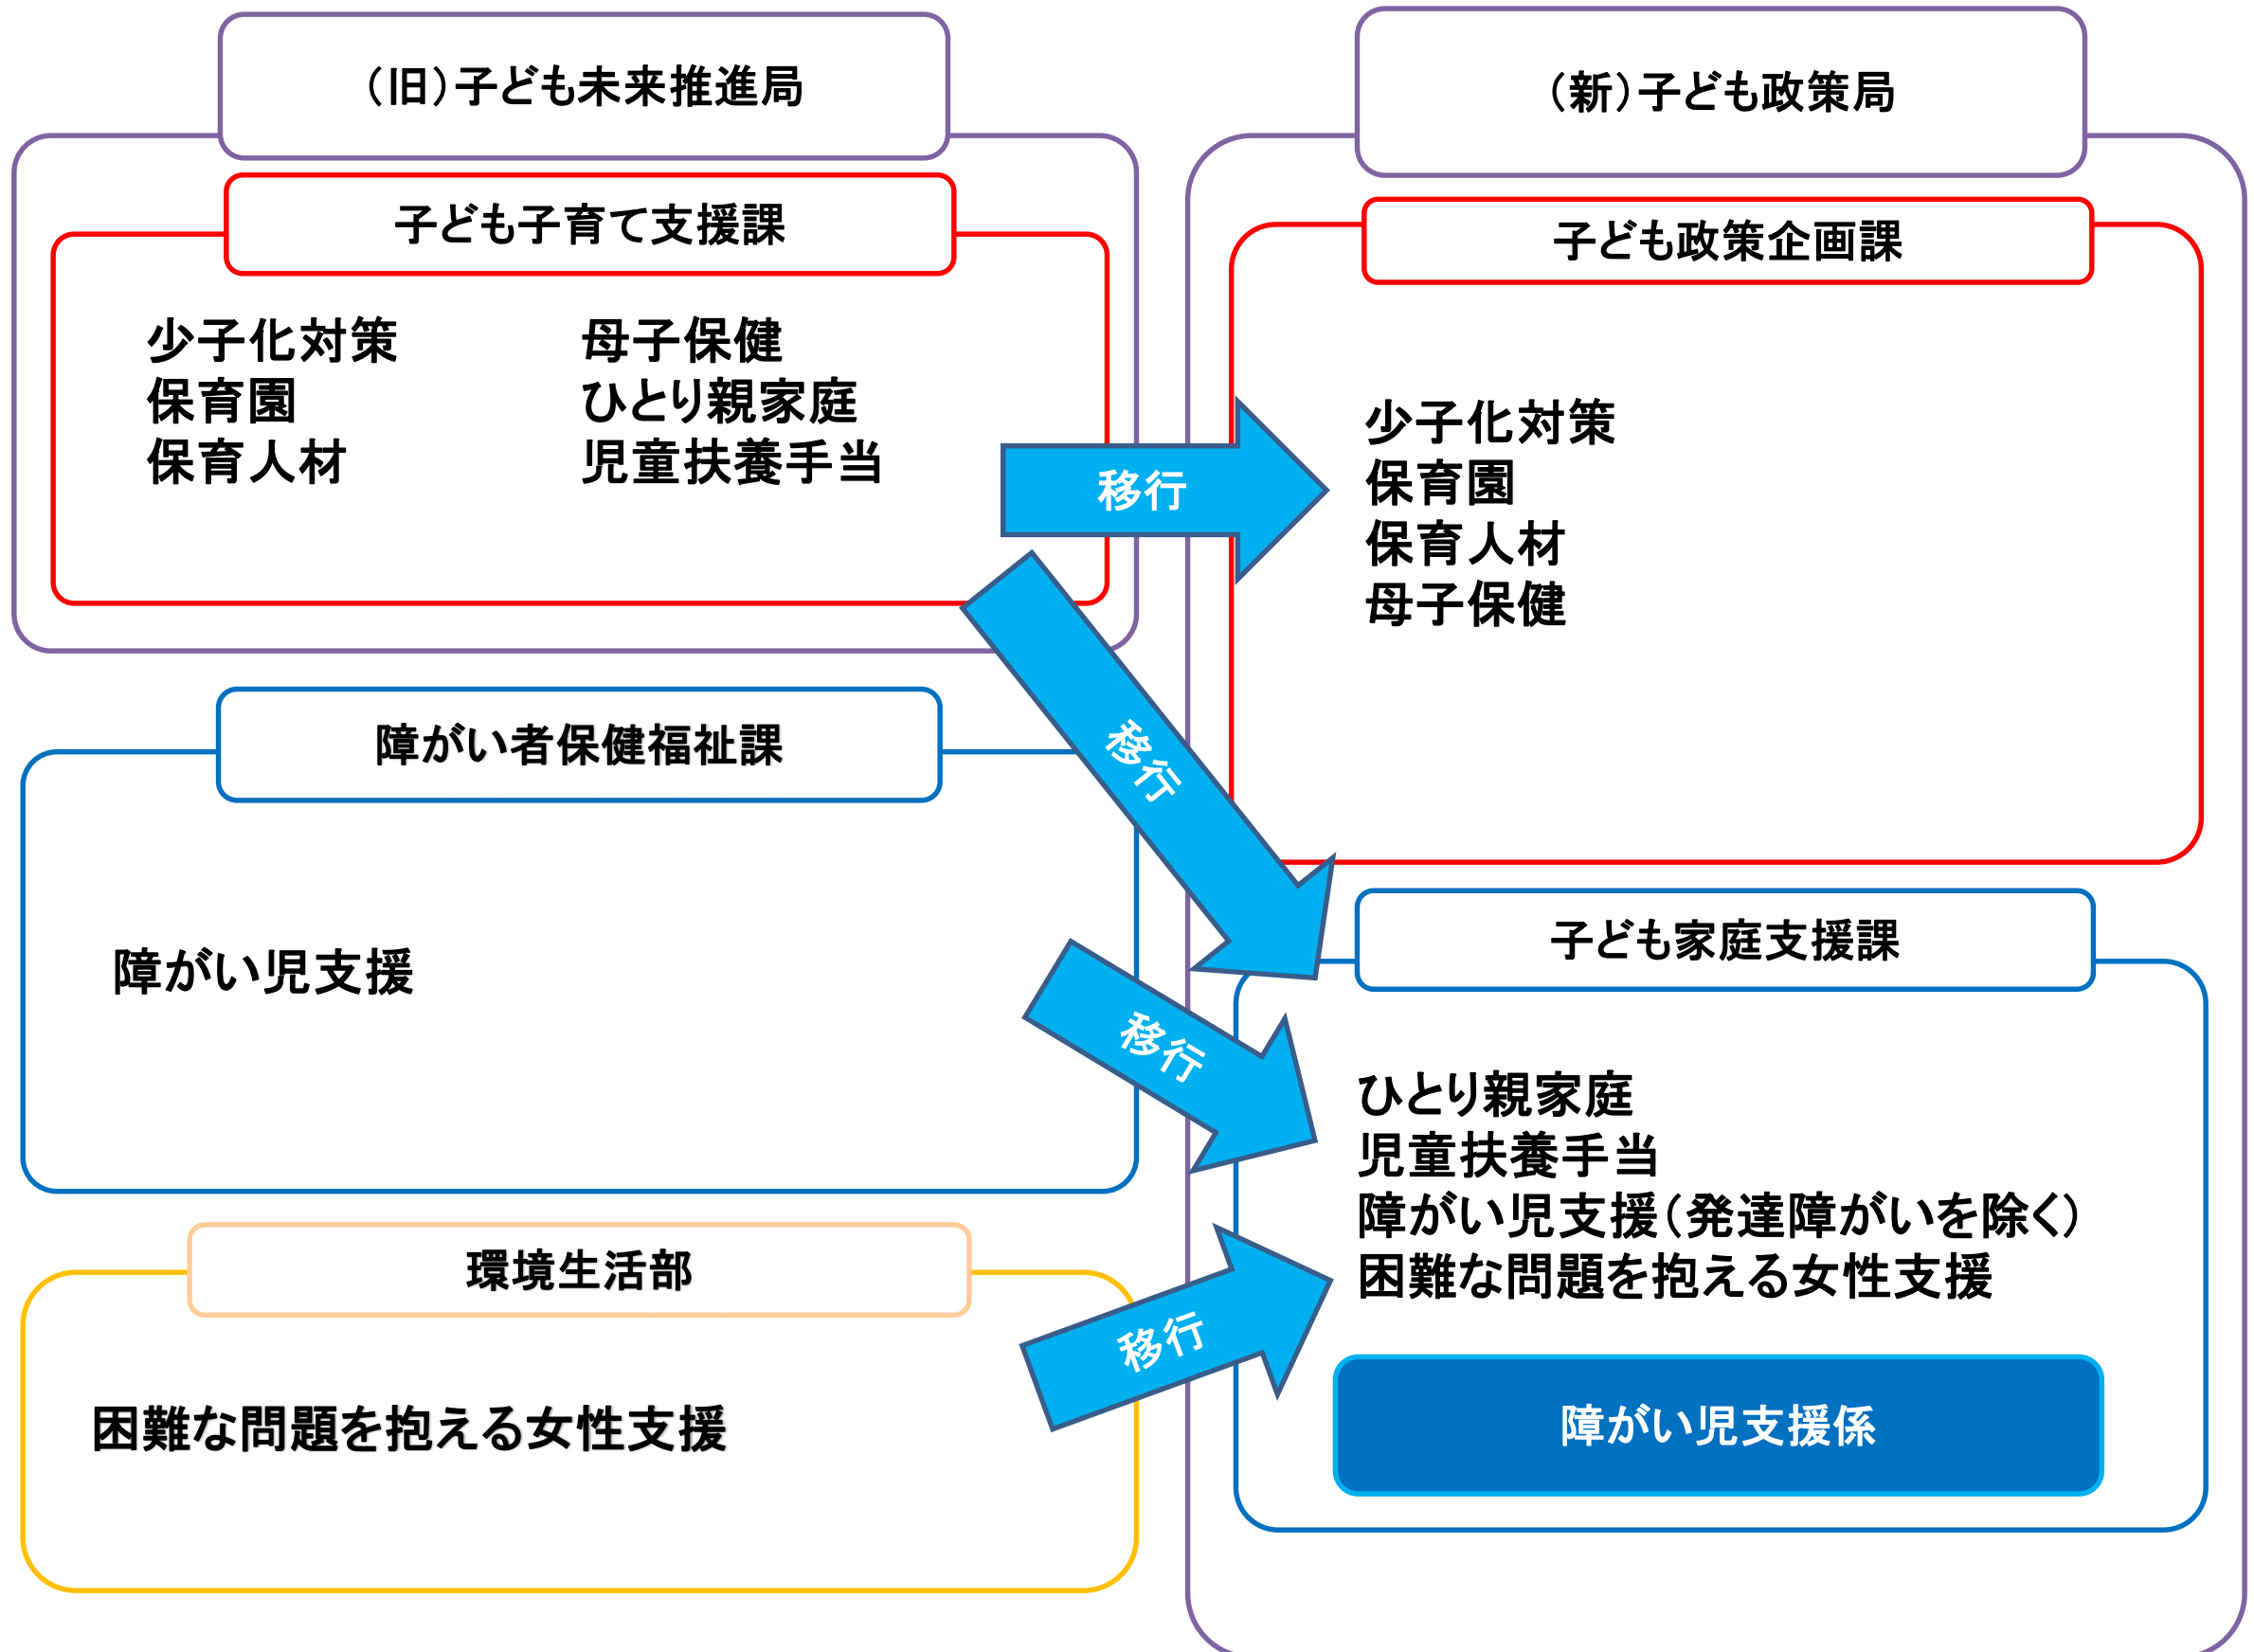 （旧）子ども未来推進局
子ども子育て支援課
少子化対策
保育園
保育人材
母子保健
ひとり親家庭
児童扶養手当
障がい者保健福祉課
障がい児支援
環境生活部
困難な問題を抱える女性支援
移行
移行
移行
移行
（新）子ども政策局
子ども政策企画課
少子化対策
保育園
保育人材
母子保健
子ども家庭支援課
ひとり親家庭
児童扶養手当
障がい児支援（発達障がいを除く）
困難な問題を抱える女性支援
障がい児支援係